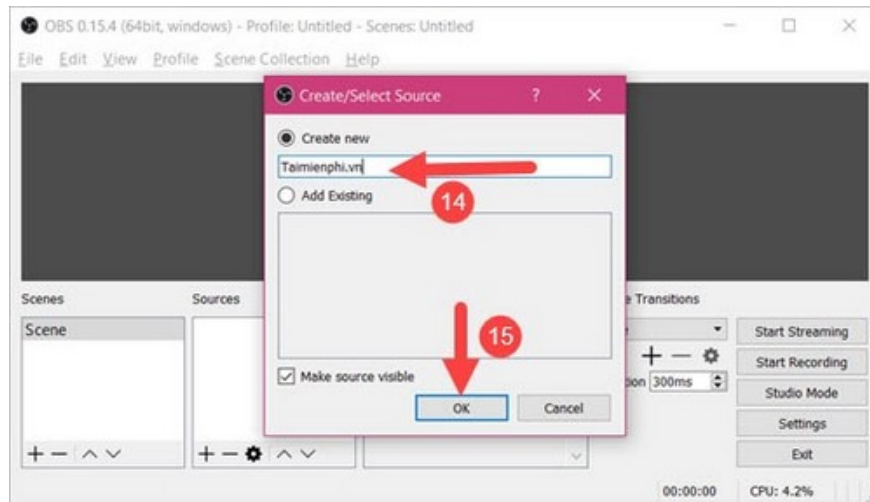 OBS 0.15.4 (64bit, windows) - Profile: Untitled - Scenes: Untitled
File Edit View Profile Scene Collection Help
Create/Select Source ?
Create new
Taimienphi.vn
14
Add Existing
15
Make source visible
OK Cancel
Scenes Sources Transitions
Scene
300ms
Start Streaming
Start Recording
Studio Mode
Settings
Exit
00:00:00 CPU: 4.2%